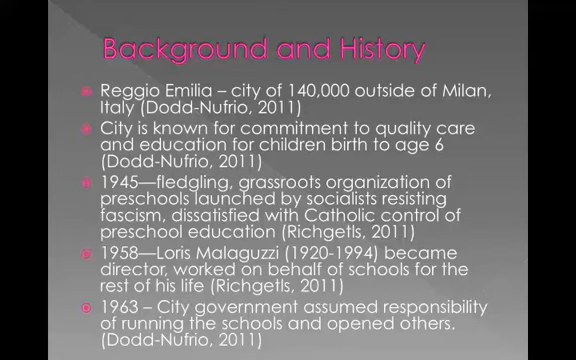 Background and History
Reggio Emilia – city of 140,000 outside of Milan,
Italy (Dodd-Nufrio, 2011)
City is known for commitment to quality care
and education for children birth to age 6
(Dodd-Nufrio, 2011)
1945—fledgling, grassroots organization of
preschools launched by socialists resisting
fascism, dissatisfied with Catholic control of
preschool education (Richgetls, 2011)
1958—Loris Malaguzzi (1920-1994) became
director, worked on behalf of schools for the
rest of his life (Richgetls, 2011)
1963 – City government assumed responsibility
of running the schools and opened others.
(Dodd-Nufrio, 2011)